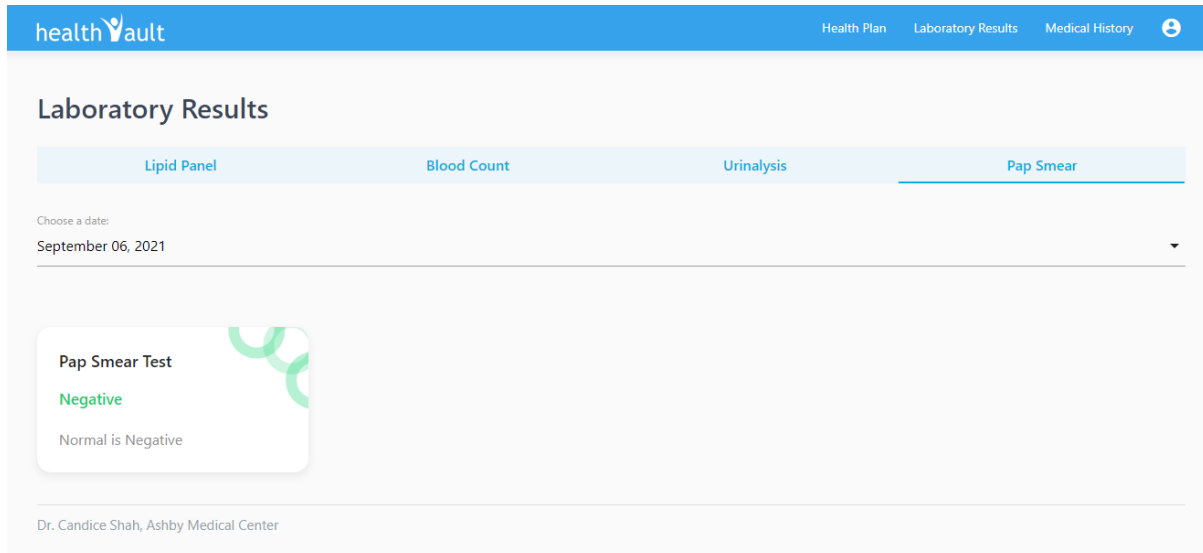 healthVault
Health Plan Laboratory Results Medical History
Laboratory Results
Lipid Panel Blood Count Urinalysis Pap Smear
Choose a date:
September 06, 2021
Pap Smear Test
Negative
Normal is Negative
Dr. Candice Shah, Ashby Medical Center